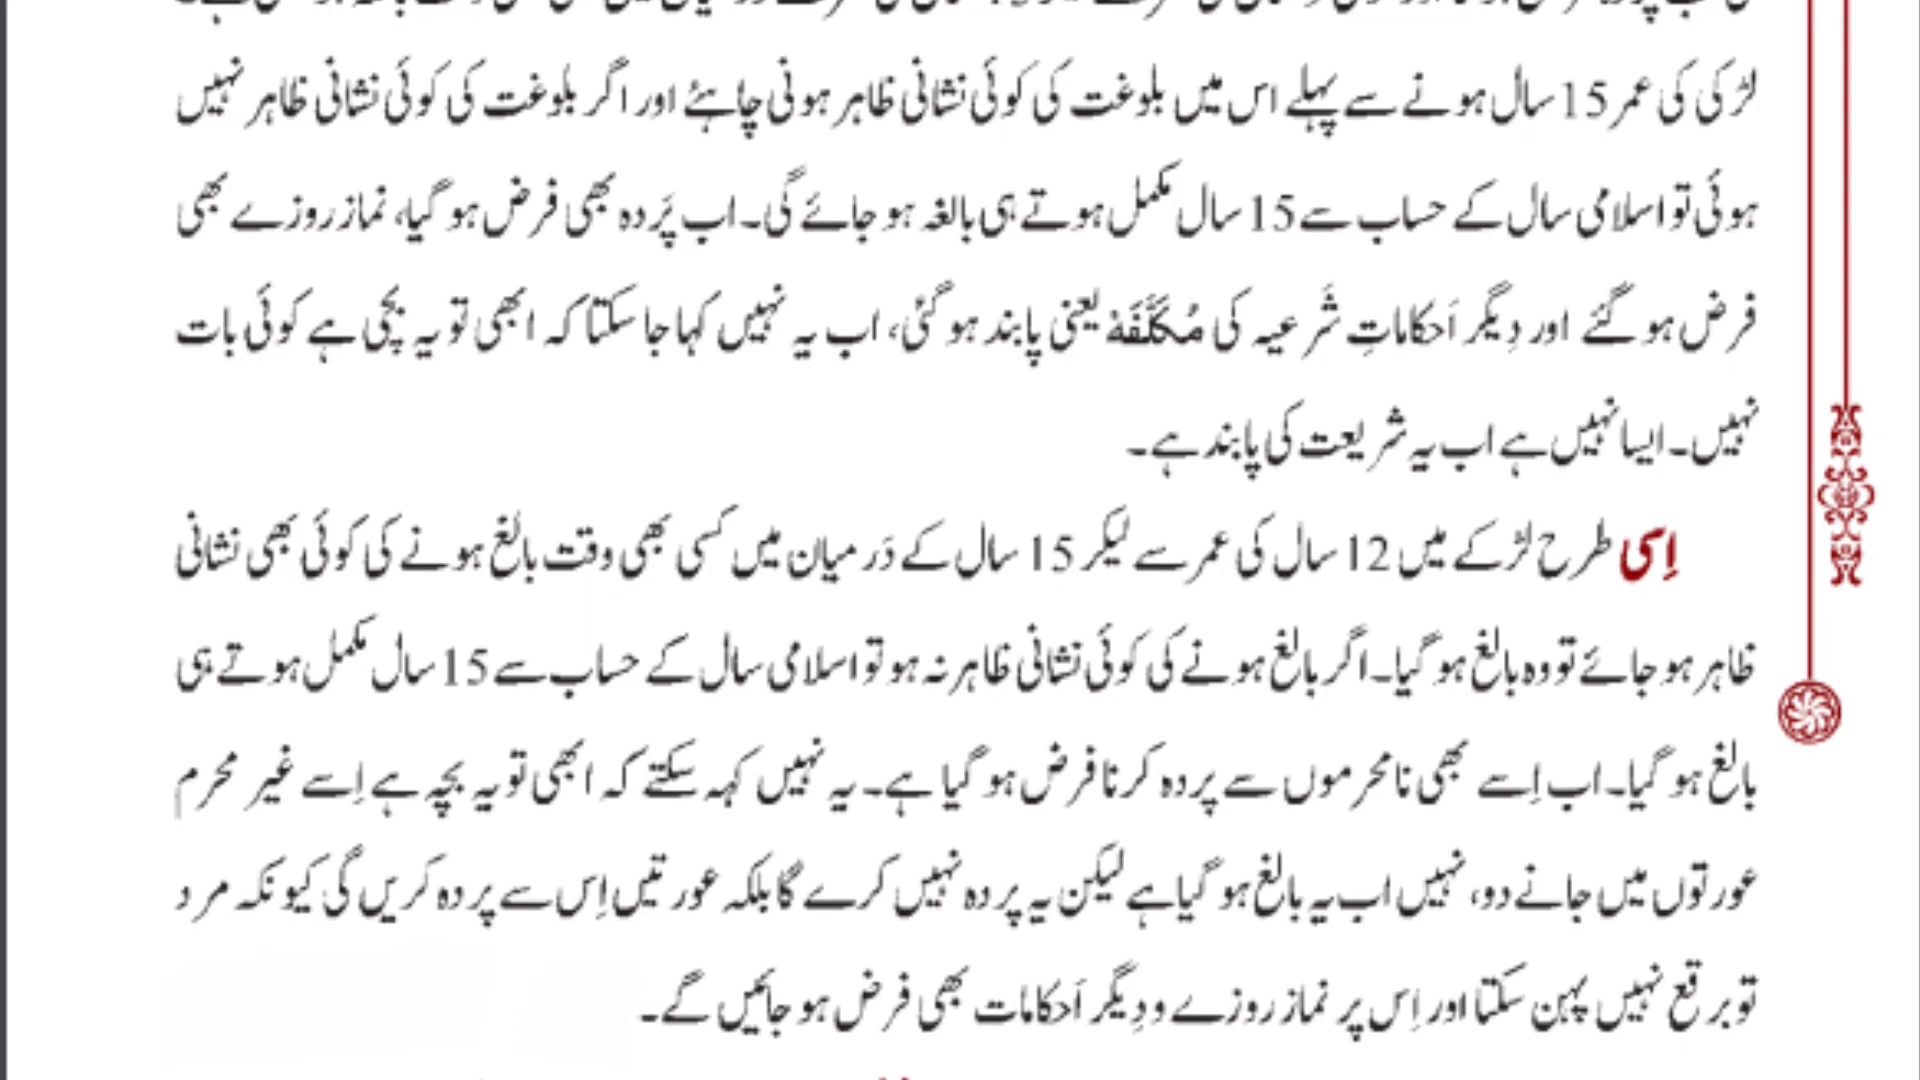 لڑکی کی عمر 15 سال ہونے سے پہلے اس میں بلوغت کی کوئی نشانی ظاہر ہونی چاہئے اور اگر بلوغت کی کوئی نشانی ظاہر نہیں
ہوئی تو اسلامی سال کے حساب سے 15 سال مکمل ہوتے ہی بالغہ ہو جائے گی۔ اب پَردہ بھی فرض ہو گیا، نماز روزے بھی
فرض ہو گئے اور دِیگر اَحکاماتِ شَرعیہ کی مُکَلَّفَہ یعنی پابند ہو گئی، اب یہ نہیں کہا جا سکتا کہ ابھی تو یہ بچی ہے کوئی بات
نہیں۔ ایسا نہیں ہے اب یہ شریعت کی پابند ہے۔
اِسی طرح لڑکے میں 12 سال کی عمر سے لیکر 15 سال کے دَرمیان میں کسی بھی وقت بالغ ہونے کی کوئی بھی نشانی
ظاہر ہو جائے تو وہ بالغ ہو گیا۔ اگر بالغ ہونے کی کوئی نشانی ظاہر نہ ہو تو اسلامی سال کے حساب سے 15 سال مکمل ہوتے ہی
بالغ ہو گیا۔ اب اِسے بھی نامحرموں سے پردہ کرنا فرض ہو گیا ہے۔ یہ نہیں کہہ سکتے کہ ابھی تو یہ بچہ ہے اِسے غیر محرم
عورتوں میں جانے دو، نہیں اب یہ بالغ ہو گیا ہے لیکن یہ پردہ نہیں کرے گا بلکہ عورتیں اِس سے پردہ کریں گی کیونکہ مرد
تو برقع نہیں پہن سکتا اور اِس پر نماز روزے و دِیگر اَحکامات بھی فرض ہو جائیں گے۔